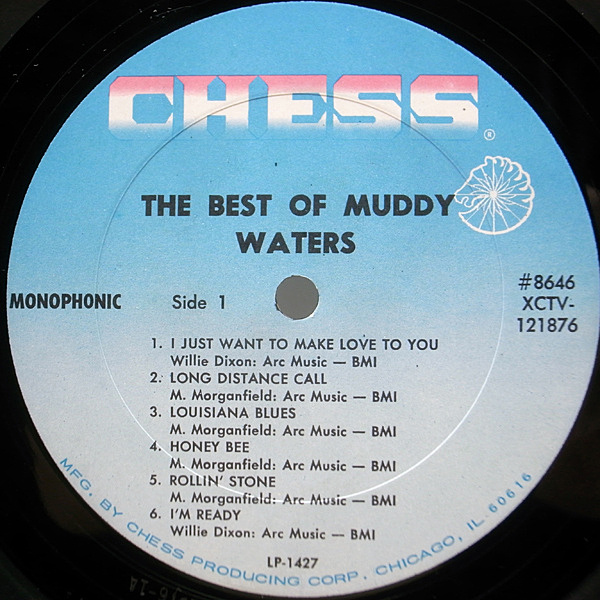 CHESS
®
THE BEST OF MUDDY
WATERS
MONOPHONIC
Side 1
#8646
XCTV-
121876
1. I JUST WANT TO MAKE LOVE TO YOU
Willie Dixon: Arc Music — BMI
2. LONG DISTANCE CALL
M. Morganfield: Arc Music — BMI
3. LOUISIANA BLUES
M. Morganfield: Arc Music — BMI
4. HONEY BEE
M. Morganfield: Arc Music — BMI
5. ROLLIN' STONE
M. Morganfield: Arc Music — BMI
6. I'M READY
Willie Dixon: Arc Music — BMI
LP-1427
MFG. BY CHESS PRODUCING CORP. CHICAGO, IL 60616